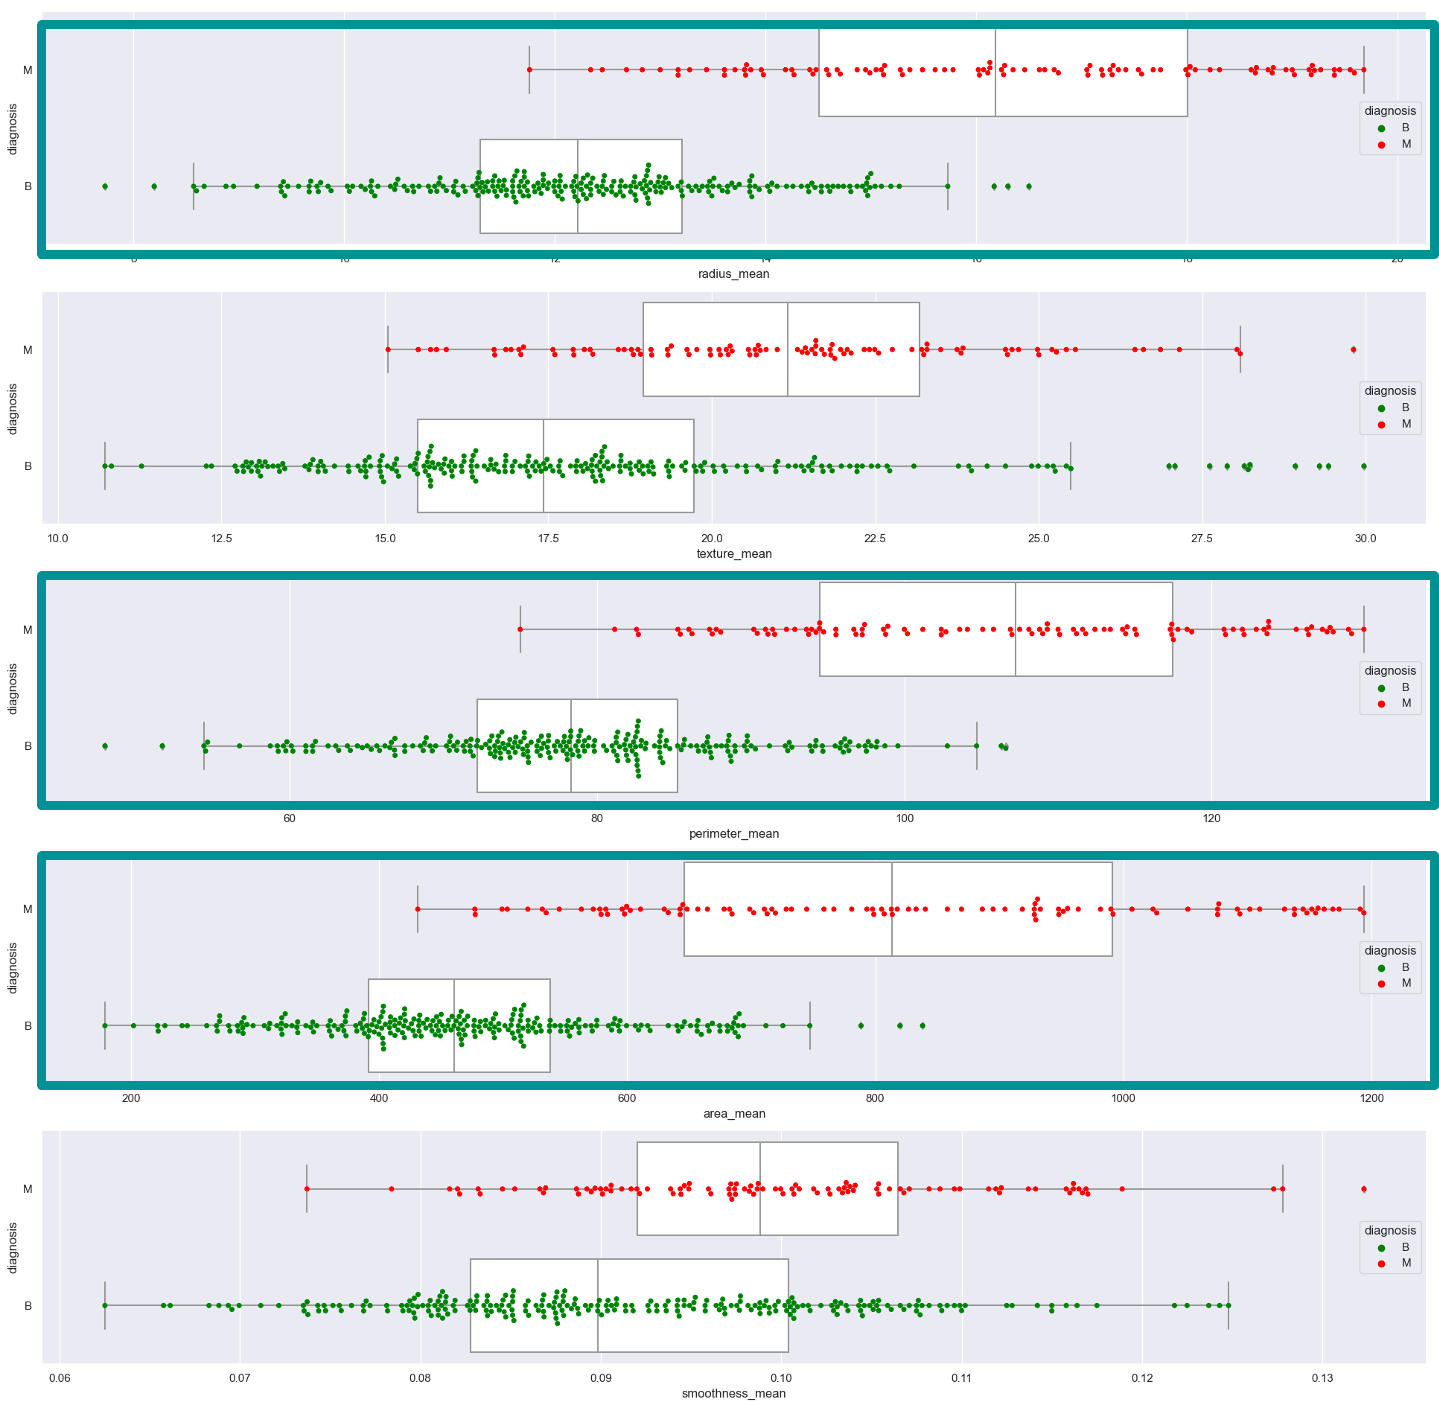 M
diagnosis
B
diagnosis
B
M
8 10 12 14 16 18 20
radius_mean
M
diagnosis
B
diagnosis
B
M
10.0 12.5 15.0 17.5 20.0 22.5 25.0 27.5 30.0
texture_mean
M
diagnosis
B
diagnosis
B
M
60 80 100 120
perimeter_mean
M
diagnosis
B
diagnosis
B
M
200 400 600 800 1000 1200
area_mean
M
diagnosis
B
diagnosis
B
M
0.06 0.07 0.08 0.09 0.10 0.11 0.12 0.13
smoothness_mean